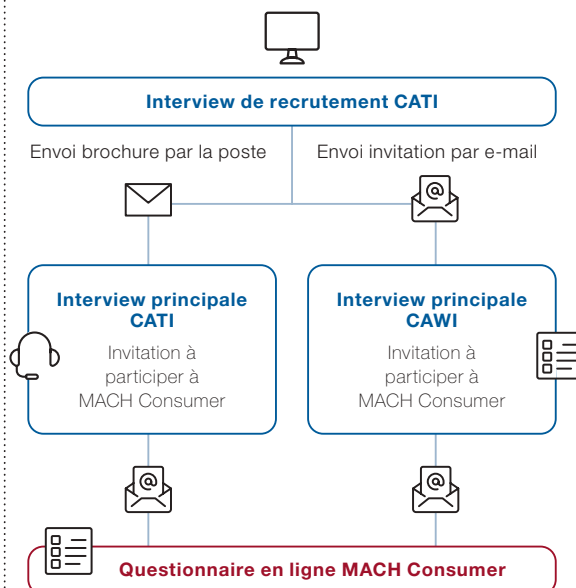 Interview de recrutement CATI
Envoi brochure par la poste
Envoi invitation par e-mail
@
Interview principale
CATI
Invitation à
participer à
MACH Consumer
Interview principale
CAWI
Invitation à
participer à
MACH Consumer
@
@
Questionnaire en ligne MACH Consumer